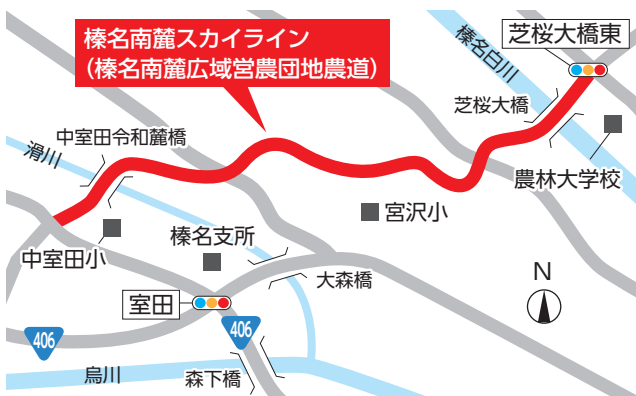 榛名南麓スカイライン
（榛名南麓広域営農団地農道）
芝桜大橋東
榛名白川
芝桜大橋
農林大学校
中室田令和麓橋
滑川
宮沢小
中室田小
榛名支所
大森橋
N
室田
406
406
烏川
森下橋